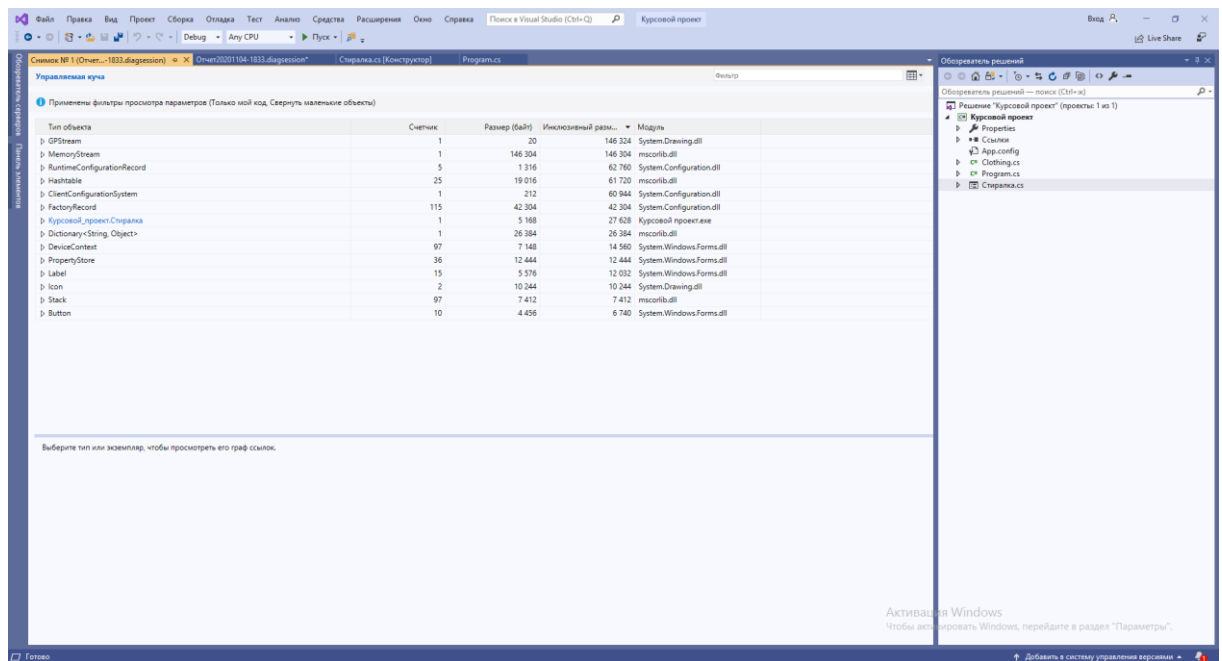 Файл Правка Вид Проект Сборка Отладка Тест Анализ Средства Расширения Окно Справка Поиск в Visual Studio (Ctrl+Q) Курсовой проект Вход
Debug Any CPU Пуск Live Share
Обозреватель серверов
Панель элементов
Снимок № 1 (Отчет...-1833.diagsession) Отчет20201104-1833.diagsession* Стиралка.cs [Конструктор] Program.cs
Управляемая куча Фильтр
Применены фильтры просмотра параметров (Только мой код, Свернуть маленькие объекты)
Тип объекта Счетчик Размер (байт) Инклюзивный разм... Модуль
GPStream 1 20 146 324 System.Drawing.dll
MemoryStream 1 146 304 146 304 mscorlib.dll
RuntimeConfigurationRecord 5 1 316 62 760 System.Configuration.dll
Hashtable 25 19 016 61 720 mscorlib.dll
ClientConfigurationSystem 1 212 60 944 System.Configuration.dll
FactoryRecord 115 42 304 42 304 System.Configuration.dll
Курсовой_проект.Стиралка 1 5 168 27 628 Курсовой проект.exe
Dictionary<String, Object> 1 26 384 26 384 mscorlib.dll
DeviceContext 97 7 148 14 560 System.Windows.Forms.dll
PropertyStore 36 12 444 12 444 System.Windows.Forms.dll
Label 15 5 576 12 032 System.Windows.Forms.dll
Icon 2 10 244 10 244 System.Drawing.dll
Stack 97 7 412 7 412 mscorlib.dll
Button 10 4 456 6 740 System.Windows.Forms.dll
Выберите тип или экземпляр, чтобы просмотреть его граф ссылок.
Обозреватель решений
Обозреватель решений — поиск (Ctrl+ж)
Решение "Курсовой проект" (проекты: 1 из 1)
Курсовой проект
Properties
Ссылки
App.config
Clothing.cs
Program.cs
Стиралка.cs
Активация Windows
Чтобы активировать Windows, перейдите в раздел "Параметры".
Готово Добавить в систему управления версиями